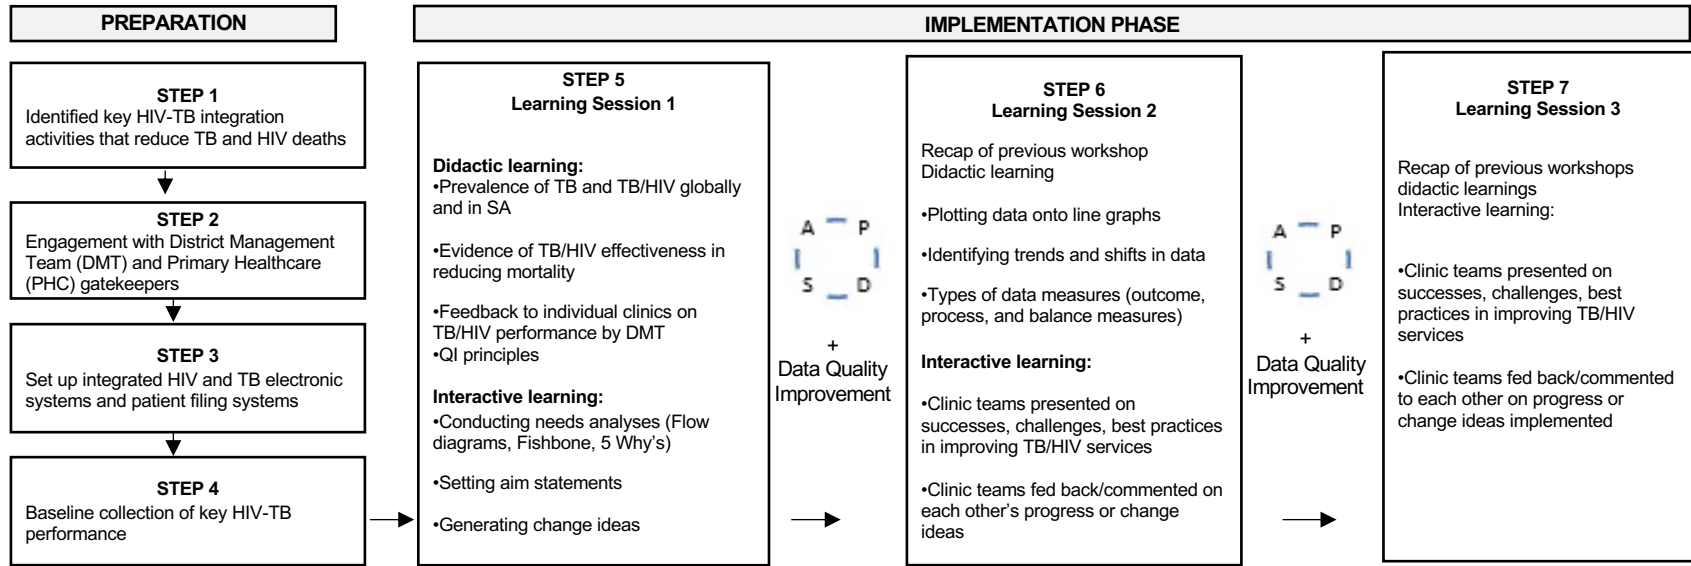 PREPARATION
IMPLEMENTATION PHASE
STEP 1
Identified key HIV-TB integration
activities that reduce TB and HIV deaths
STEP 2
Engagement with District Management
Team (DMT) and Primary Healthcare
(PHC) gatekeepers
STEP 3
Set up integrated HIV and TB electronic
systems and patient filing systems
STEP 4
Baseline collection of key HIV-TB
performance
STEP 5
Learning Session 1
Didactic learning:
•Prevalence of TB and TB/HIV globally
and in SA
•Evidence of TB/HIV effectiveness in
reducing mortality
•Feedback to individual clinics on
TB/HIV performance by DMT
•QI principles
Interactive learning:
•Conducting needs analyses (Flow
diagrams, Fishbone, 5 Why's)
•Setting aim statements
•Generating change ideas
A P
S D
+
Data Quality
Improvement
STEP 6
Learning Session 2
Recap of previous workshop
Didactic learning
•Plotting data onto line graphs
•Identifying trends and shifts in data
•Types of data measures (outcome,
process, and balance measures)
Interactive learning:
•Clinic teams presented on
successes, challenges, best practices
in improving TB/HIV services
•Clinic teams fed back/commented on
each other's progress or change
ideas
A P
S D
+
Data Quality
Improvement
STEP 7
Learning Session 3
Recap of previous workshops
didactic learnings
Interactive learning:
•Clinic teams presented on
successes, challenges, best
practices in improving TB/HIV
services
•Clinic teams fed back/commented
to each other on progress or
change ideas implemented